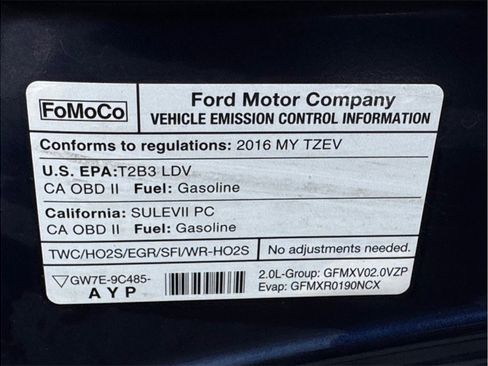 FoMoCo
Ford Motor Company
VEHICLE EMISSION CONTROL INFORMATION
Conforms to regulations: 2016 MY TZEV
U.S. EPA:T2B3 LDV
CA OBD II Fuel: Gasoline
California: SULEVII PC
CA OBD II Fuel: Gasoline
TWC/HO2S/EGR/SFI/WR-HO2S
No adjustments needed.
GW7E-9C485-
AYP
2.0L-Group: GFMXV02.0VZP
Evap: GFMXR0190NCX